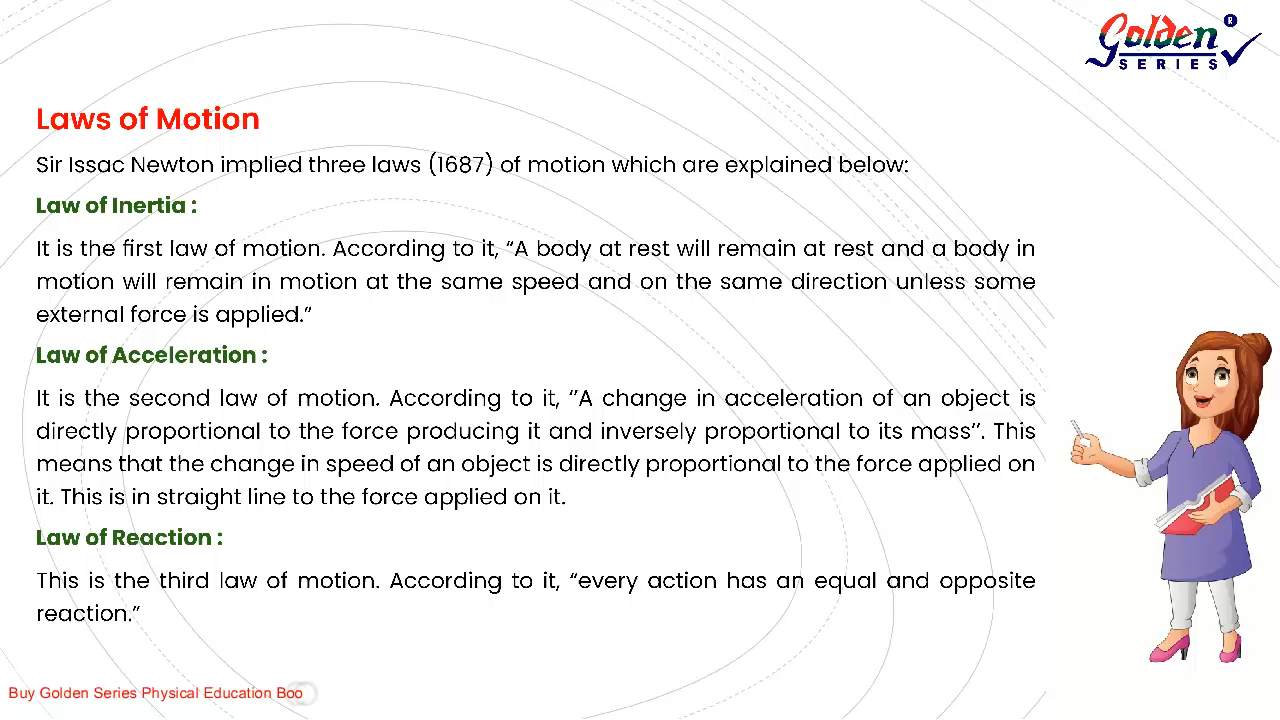 Golden
®
SERIES
Laws of Motion
Sir Issac Newton implied three laws (1687) of motion which are explained below:
Law of Inertia :
It is the first law of motion. According to it, “A body at rest will remain at rest and a body in
motion will remain in motion at the same speed and on the same direction unless some
external force is applied.”
Law of Acceleration :
It is the second law of motion. According to it, ’’A change in acceleration of an object is
directly proportional to the force producing it and inversely proportional to its mass’’. This
means that the change in speed of an object is directly proportional to the force applied on
it. This is in straight line to the force applied on it.
Law of Reaction :
This is the third law of motion. According to it, “every action has an equal and opposite
reaction.”
Buy Golden Series Physical Education Boo